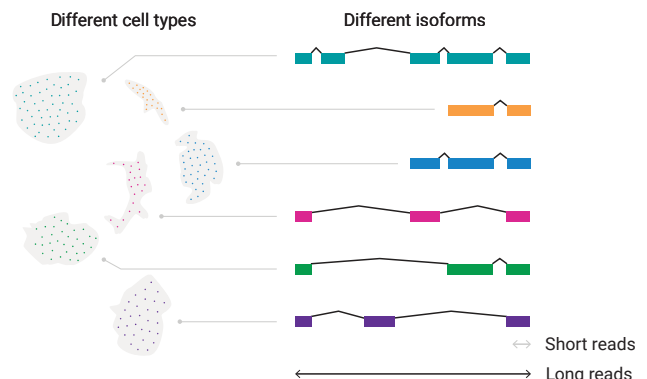 Different cell types
Different isoforms
Short reads
Long reads